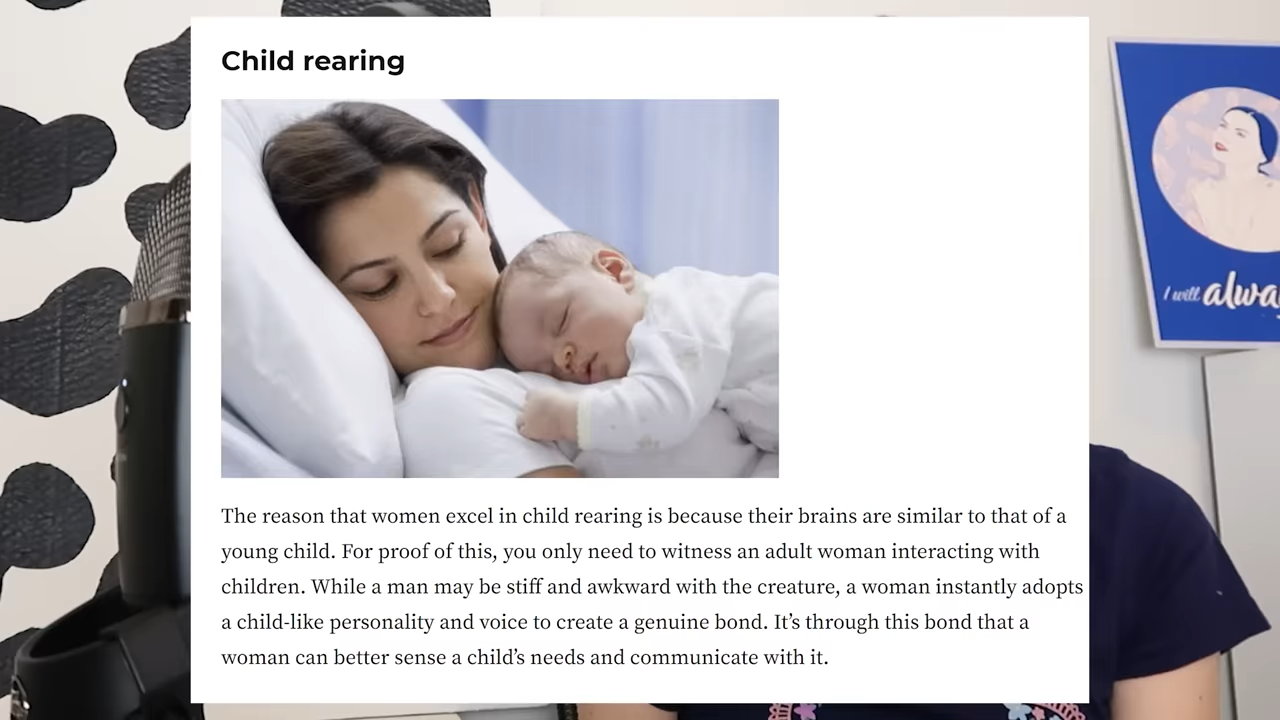 Child rearing
I will alwa
The reason that women excel in child rearing is because their brains are similar to that of a
young child. For proof of this, you only need to witness an adult woman interacting with
children. While a man may be stiff and awkward with the creature, a woman instantly adopts
a child-like personality and voice to create a genuine bond. It’s through this bond that a
woman can better sense a child’s needs and communicate with it.